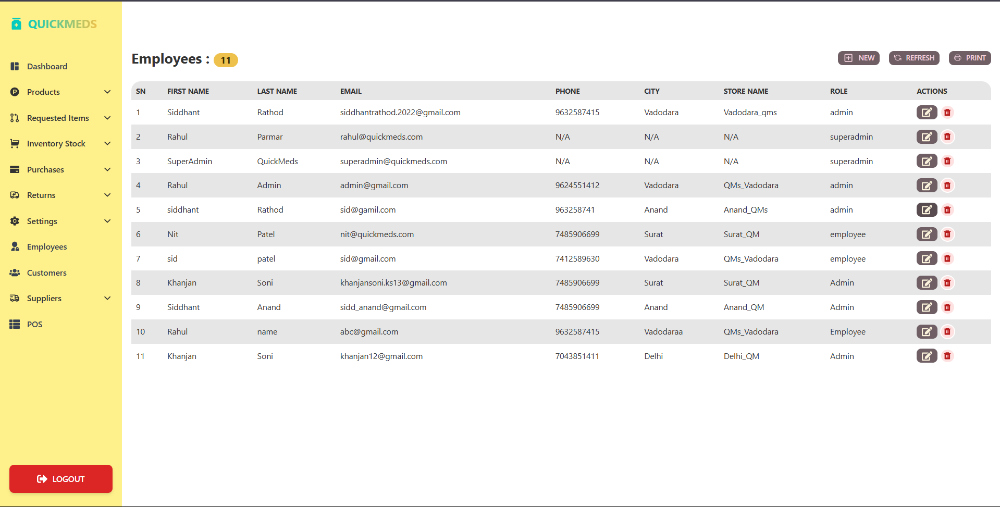 QUICKMEDS
Dashboard
Products
Requested Items
Inventory Stock
Purchases
Returns
Settings
Employees
Customers
Suppliers
POS
LOGOUT
Employees : 11
NEW REFRESH PRINT
SN FIRST NAME LAST NAME EMAIL PHONE CITY STORE NAME ROLE ACTIONS
1 Siddhant Rathod siddhantrathod.2022@gmail.com 9632587415 Vadodara Vadodara_qms admin
2 Rahul Parmar rahul@quickmeds.com N/A N/A N/A superadmin
3 SuperAdmin QuickMeds superadmin@quickmeds.com N/A N/A N/A superadmin
4 Rahul Admin admin@gmail.com 9624551412 Vadodara QMs_Vadodara admin
5 siddhant Rathod sid@gamil.com 963258741 Anand Anand_QMs admin
6 Nit Patel nit@quickmeds.com 7485906699 Surat Surat_QM employee
7 sid patel sid@gmail.com 7412589630 Vadodara QMs_Vadodara employee
8 Khanjan Soni khanjansoni.ks13@gmail.com 7485906699 Surat Surat_QM Admin
9 Siddhant Anand sidd_anand@gmail.com 7485906699 Anand Anand_QM Admin
10 Rahul name abc@gmail.com 9632587415 Vadodaraa QMs_Vadodara Employee
11 Khanjan Soni khanjan12@gmail.com 7043851411 Delhi Delhi_QM Admin